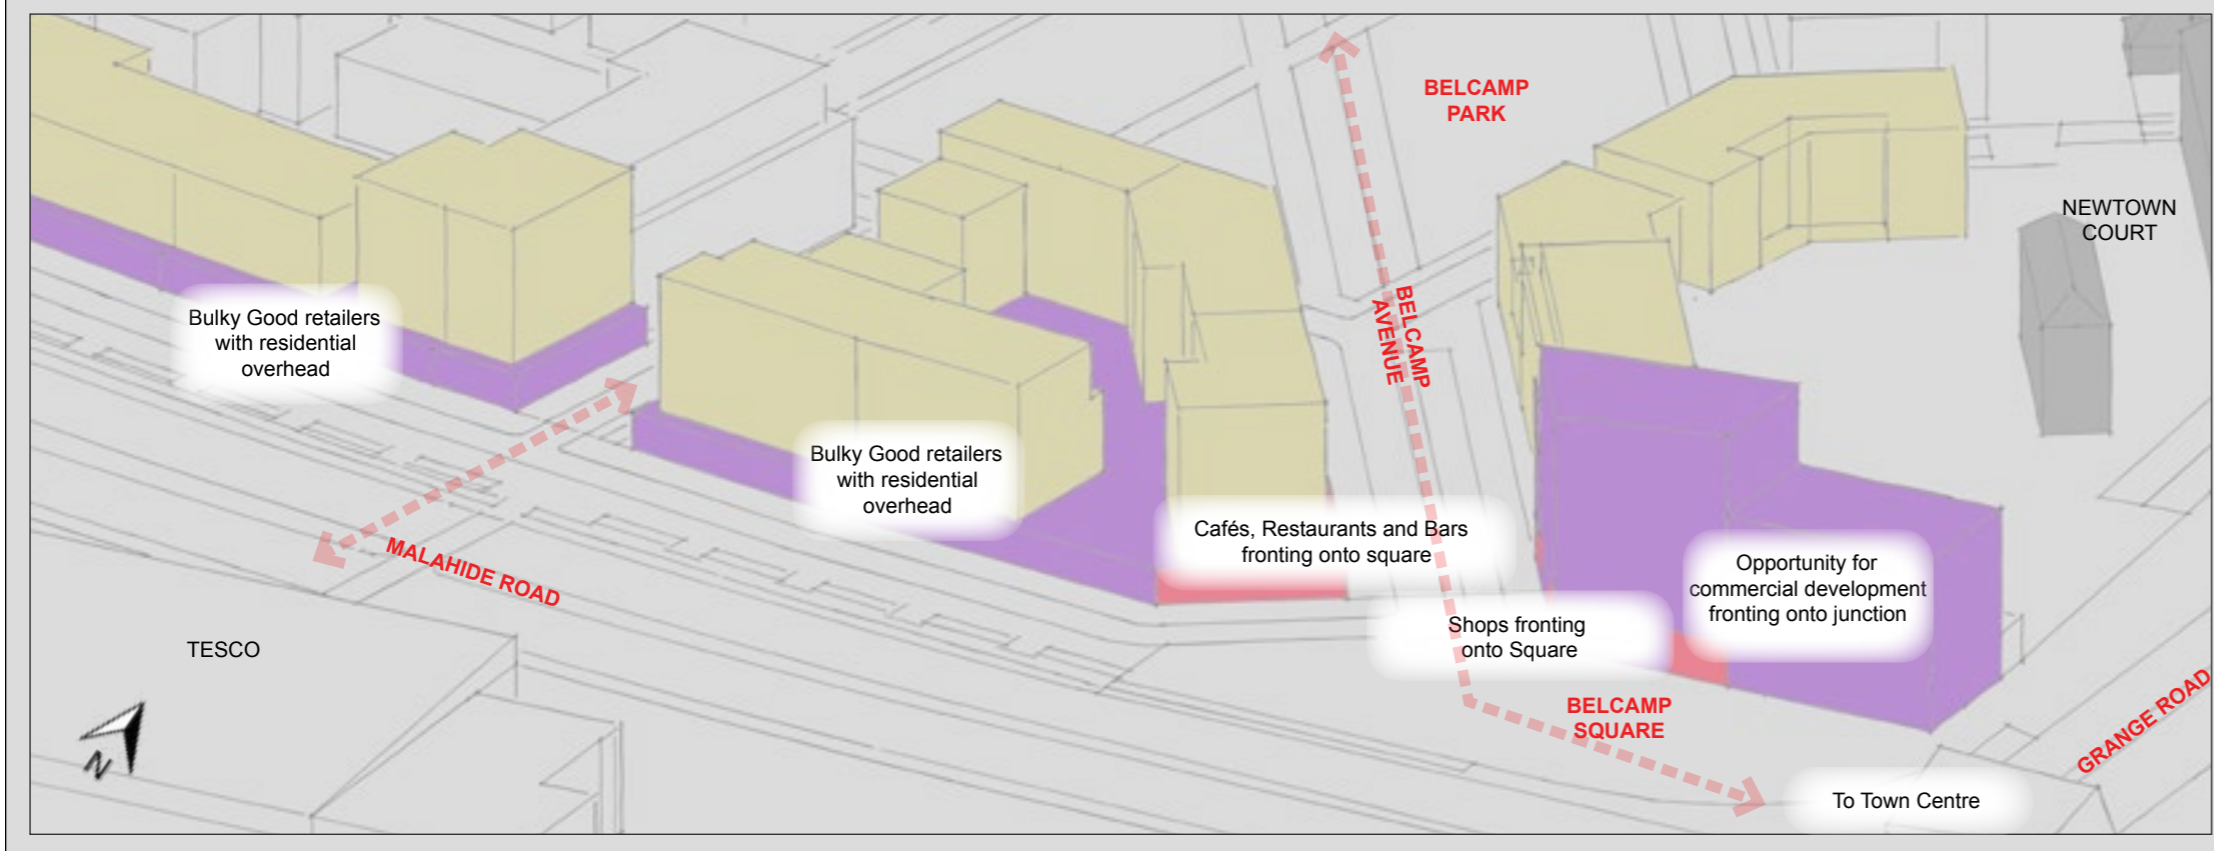 BELCAMP
PARK
NEWTOWN
COURT
Bulky Good retailers
with residential
overhead
BELCAMP
AVENUE
Bulky Good retailers
with residential
overhead
Cafés, Restaurants and Bars
fronting onto square
Opportunity for
commercial development
fronting onto junction
MALAHIDE ROAD
Shops fronting
onto Square
TESCO
BELCAMP
SQUARE
GRANGE ROAD
N
To Town Centre